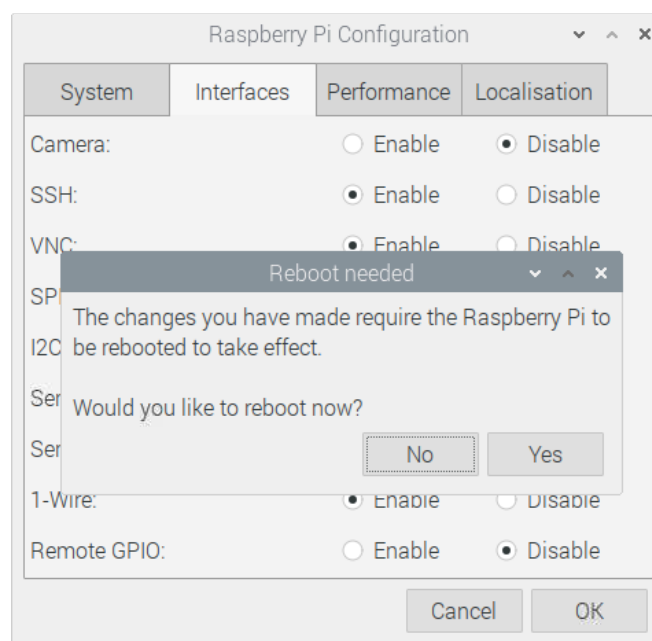 Raspberry Pi Configuration
System Interfaces Performance Localisation
Camera: Enable Disable
SSH: Enable Disable
VNC: Enable Disable
Reboot needed
The changes you have made require the Raspberry Pi to
be rebooted to take effect.
Would you like to reboot now?
No Yes
1-Wire: Enable Disable
Remote GPIO: Enable Disable
Cancel OK